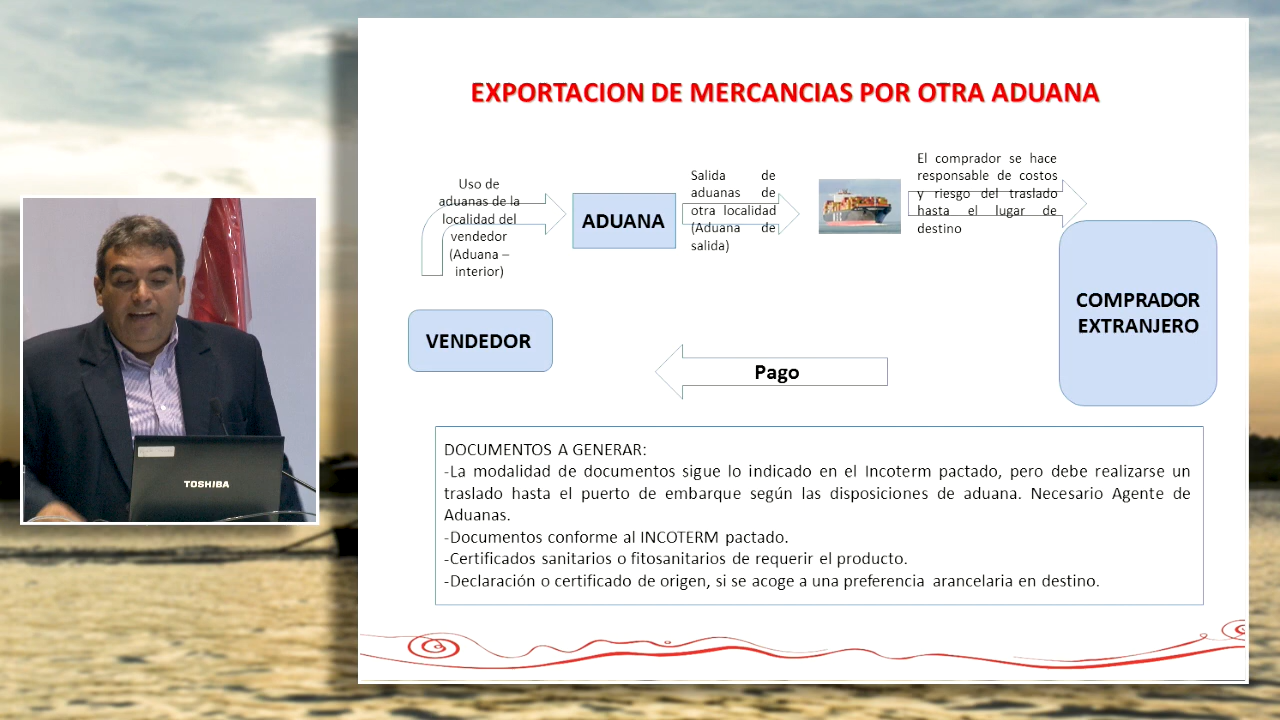 EXPORTACION DE MERCANCIAS POR OTRA ADUANA
Uso de
aduanas de la
localidad del
vendedor
(Aduana –
interior)
ADUANA
Salida de
aduanas de
otra localidad
(Aduana de
salida)
El comprador se hace
responsable de costos
y riesgo del traslado
hasta el lugar de
destino
COMPRADOR
EXTRANJERO
VENDEDOR
Pago
DOCUMENTOS A GENERAR:
-La modalidad de documentos sigue lo indicado en el Incoterm pactado, pero debe realizarse un
traslado hasta el puerto de embarque según las disposiciones de aduana. Necesario Agente de
Aduanas.
-Documentos conforme al INCOTERM pactado.
-Certificados sanitarios o fitosanitarios de requerir el producto.
-Declaración o certificado de origen, si se acoge a una preferencia arancelaria en destino.
TOSHIBA